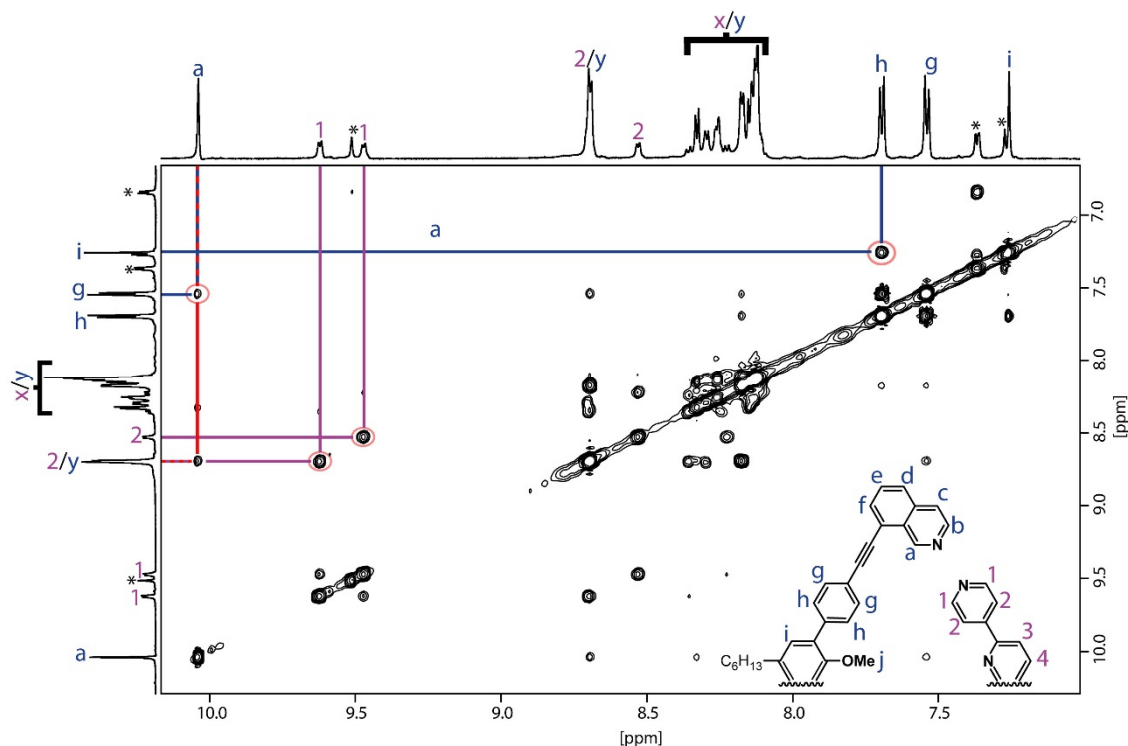 x/y
a
1
*
1
2/y
2
h
g
*
*
i
*
i
*
g
h
x/y
2
2/y
1
*
1
a
a
7.0
7.5
8.0
8.5
9.0
9.5
10.0
[ppm]
10.0
9.5
9.0
8.5
8.0
7.5
[ppm]
e
d
f
c
b
a
N
g
g
h
h
i
C6H13
OMe
j
N
1
1
2
2
3
N
4